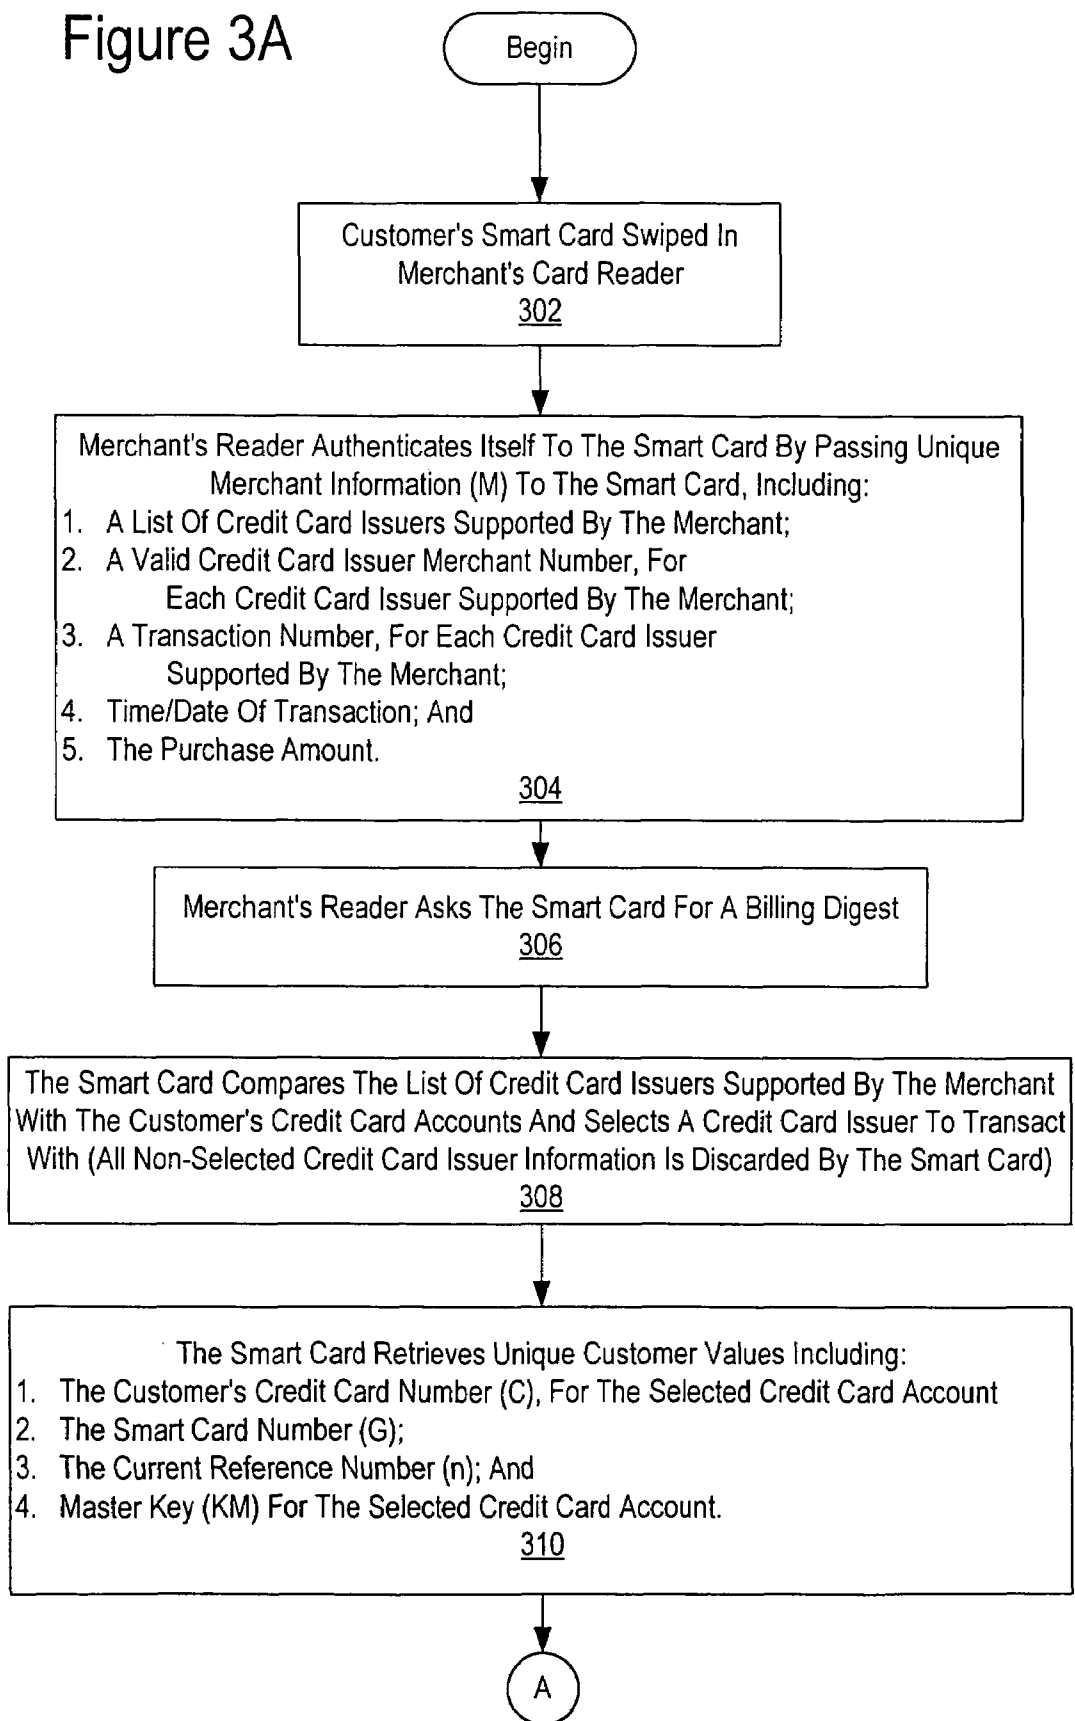 Figure 3A
Begin
Customer's Smart Card Swiped In
Merchant's Card Reader
302
Merchant's Reader Authenticates Itself To The Smart Card By Passing Unique
Merchant Information (M) To The Smart Card, Including:
1. A List Of Credit Card Issuers Supported By The Merchant;
2. A Valid Credit Card Issuer Merchant Number, For
Each Credit Card Issuer Supported By The Merchant;
3. A Transaction Number, For Each Credit Card Issuer
Supported By The Merchant;
4. Time/Date Of Transaction; And
5. The Purchase Amount.
304
Merchant's Reader Asks The Smart Card For A Billing Digest
306
The Smart Card Compares The List Of Credit Card Issuers Supported By The Merchant
With The Customer's Credit Card Accounts And Selects A Credit Card Issuer To Transact
With (All Non-Selected Credit Card Issuer Information Is Discarded By The Smart Card)
308
The Smart Card Retrieves Unique Customer Values Including:
1. The Customer's Credit Card Number (C), For The Selected Credit Card Account
2. The Smart Card Number (G);
3. The Current Reference Number (n); And
4. Master Key (KM) For The Selected Credit Card Account.
310
A